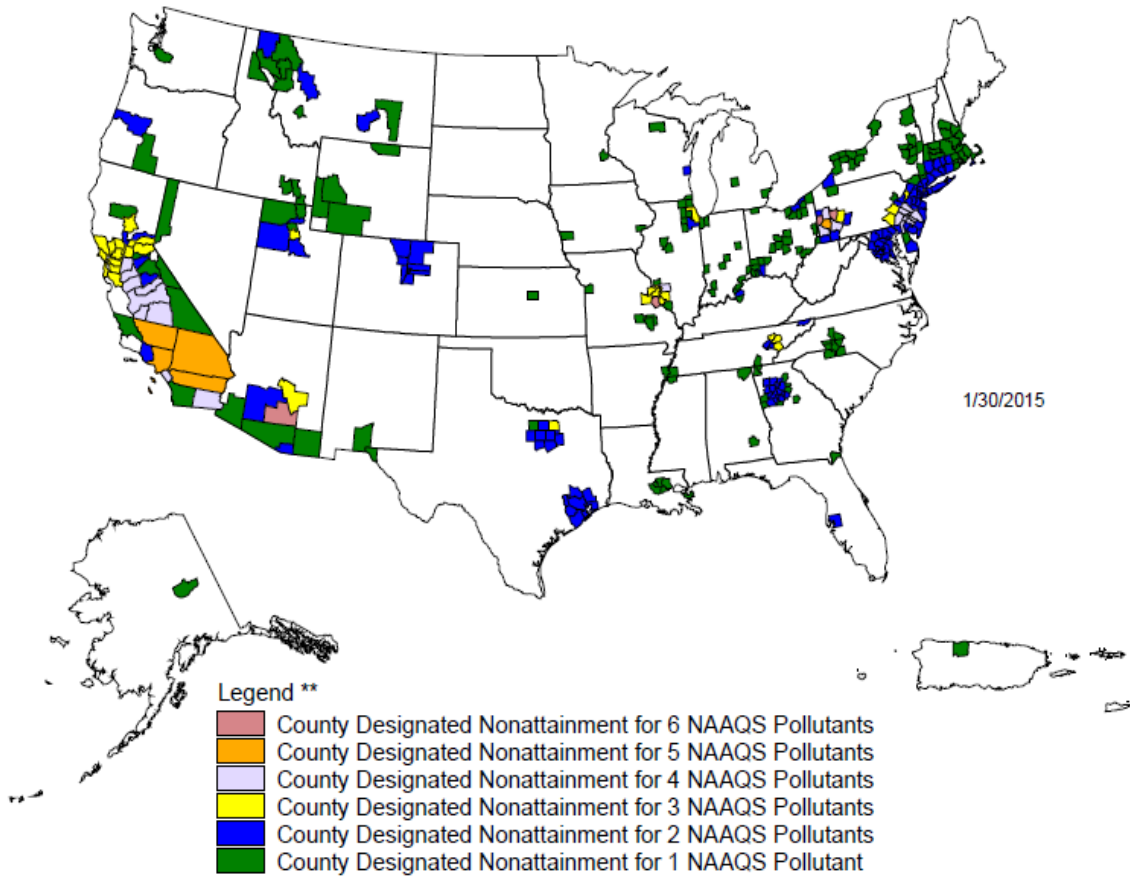 1/30/2015
Legend **
County Designated Nonattainment for 6 NAAQS Pollutants
County Designated Nonattainment for 5 NAAQS Pollutants
County Designated Nonattainment for 4 NAAQS Pollutants
County Designated Nonattainment for 3 NAAQS Pollutants
County Designated Nonattainment for 2 NAAQS Pollutants
County Designated Nonattainment for 1 NAAQS Pollutant